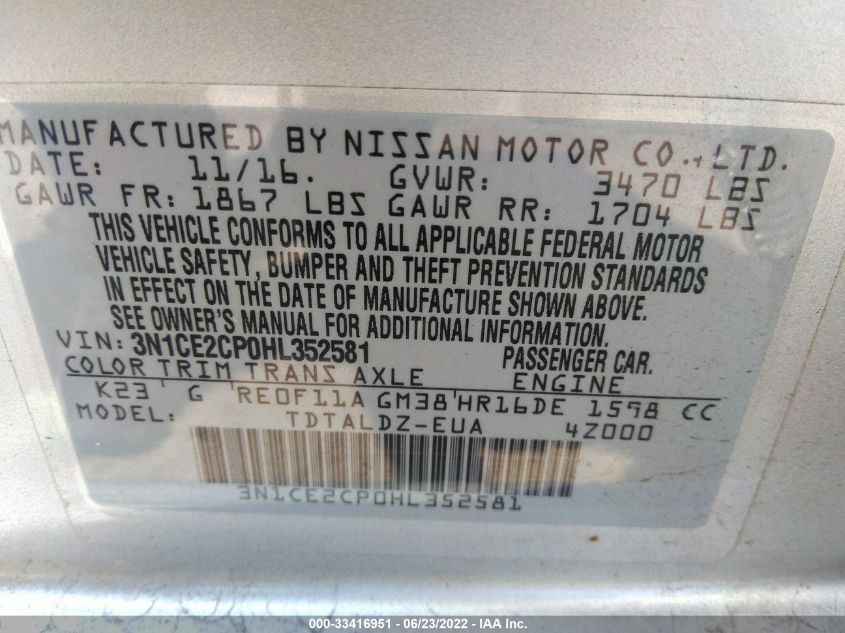 MANUFACTURED BY NISSAN MOTOR CO., LTD.
DATE: 11/16. GVWR: 3470 LBS
GAWR FR: 1867 LBS GAWR RR: 1704 LBS
THIS VEHICLE CONFORMS TO ALL APPLICABLE FEDERAL MOTOR
VEHICLE SAFETY, BUMPER AND THEFT PREVENTION STANDARDS
IN EFFECT ON THE DATE OF MANUFACTURE SHOWN ABOVE.
SEE OWNER'S MANUAL FOR ADDITIONAL INFORMATION.
VIN: 3N1CE2CP0HL352581 PASSENGER CAR.
COLOR TRIM TRANS AXLE ENGINE
K23 G RE0F11A GM38 HR16DE 1598 CC
MODEL: TDTALDZ-EUA 4Z000
3N1CE2CP0HL352581
000-33416951 - 06/23/2022 - IAA Inc.